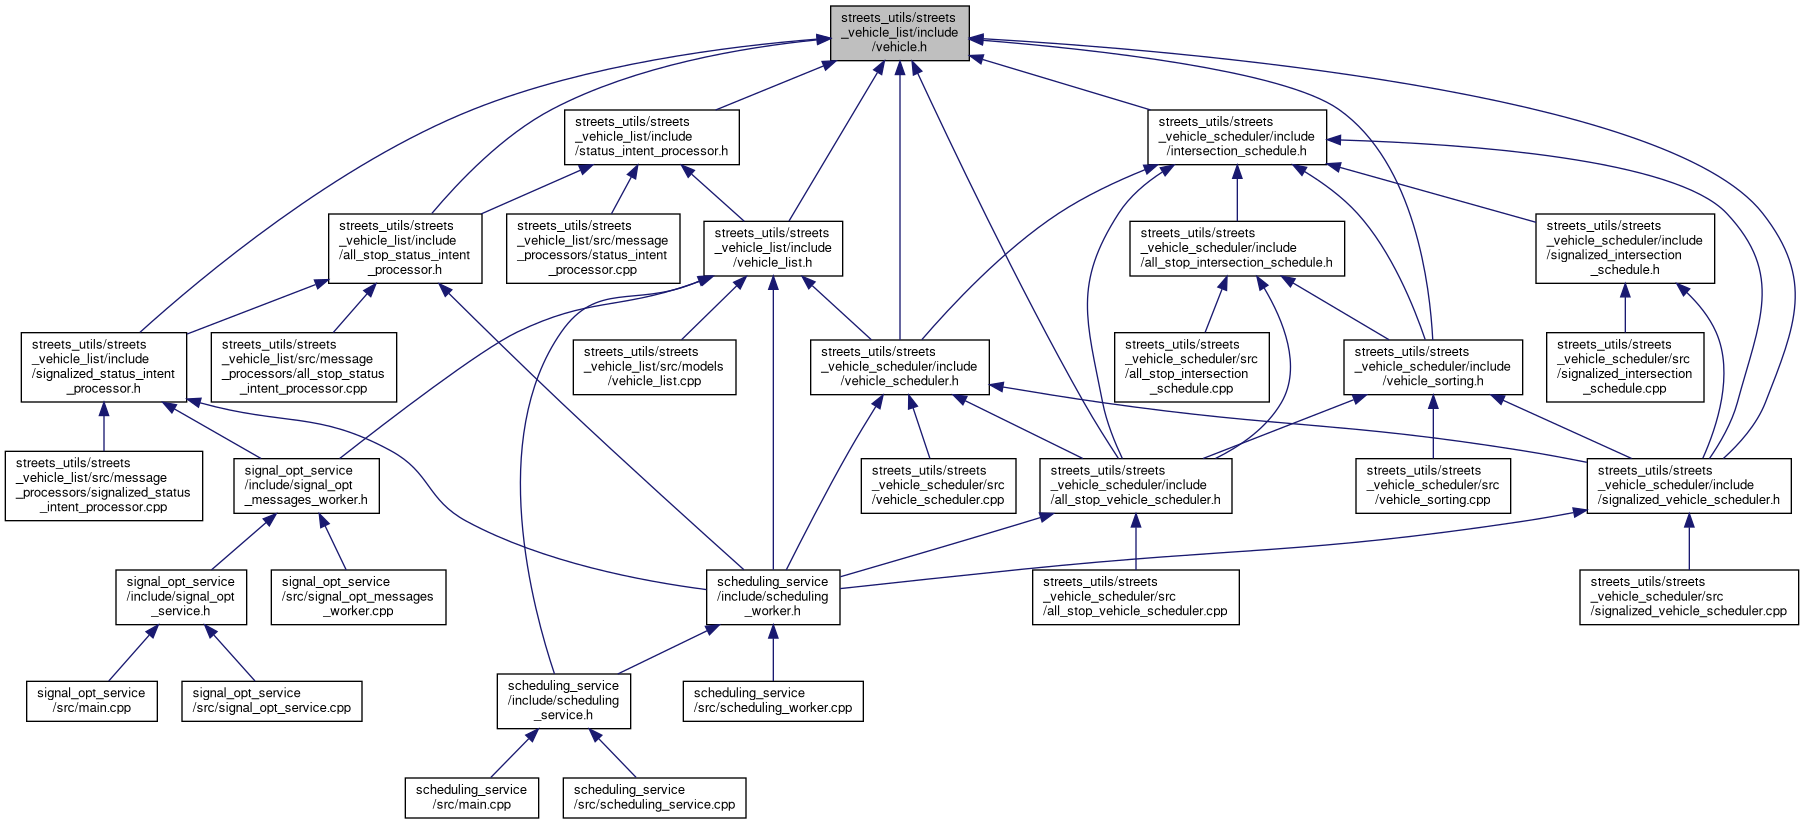 streets_utils/streets
_vehicle_list/include
/vehicle.h
streets_utils/streets
_vehicle_list/include
/status_intent_processor.h
streets_utils/streets
_vehicle_scheduler/include
/intersection_schedule.h
streets_utils/streets
_vehicle_list/include
/all_stop_status_intent
_processor.h
streets_utils/streets
_vehicle_list/src/message
_processors/status_intent
_processor.cpp
streets_utils/streets
_vehicle_list/include
/vehicle_list.h
streets_utils/streets
_vehicle_scheduler/include
/all_stop_intersection_schedule.h
streets_utils/streets
_vehicle_scheduler/include
/signalized_intersection
_schedule.h
streets_utils/streets
_vehicle_list/include
/signalized_status_intent
_processor.h
streets_utils/streets
_vehicle_list/src/message
_processors/all_stop_status
_intent_processor.cpp
streets_utils/streets
_vehicle_list/src/models
/vehicle_list.cpp
streets_utils/streets
_vehicle_scheduler/include
/vehicle_scheduler.h
streets_utils/streets
_vehicle_scheduler/src
/all_stop_intersection
_schedule.cpp
streets_utils/streets
_vehicle_scheduler/include
/vehicle_sorting.h
streets_utils/streets
_vehicle_scheduler/src
/signalized_intersection
_schedule.cpp
streets_utils/streets
_vehicle_list/src/message
_processors/signalized_status
_intent_processor.cpp
signal_opt_service
/include/signal_opt
_messages_worker.h
streets_utils/streets
_vehicle_scheduler/src
/vehicle_scheduler.cpp
streets_utils/streets
_vehicle_scheduler/include
/all_stop_vehicle_scheduler.h
streets_utils/streets
_vehicle_scheduler/src
/vehicle_sorting.cpp
streets_utils/streets
_vehicle_scheduler/include
/signalized_vehicle_scheduler.h
signal_opt_service
/include/signal_opt
_service.h
signal_opt_service
/src/signal_opt_messages
_worker.cpp
scheduling_service
/include/scheduling
_worker.h
streets_utils/streets
_vehicle_scheduler/src
/all_stop_vehicle_scheduler.cpp
streets_utils/streets
_vehicle_scheduler/src
/signalized_vehicle_scheduler.cpp
signal_opt_service
/src/main.cpp
signal_opt_service
/src/signal_opt_service.cpp
scheduling_service
/include/scheduling
_service.h
scheduling_service
/src/scheduling_worker.cpp
scheduling_service
/src/main.cpp
scheduling_service
/src/scheduling_service.cpp